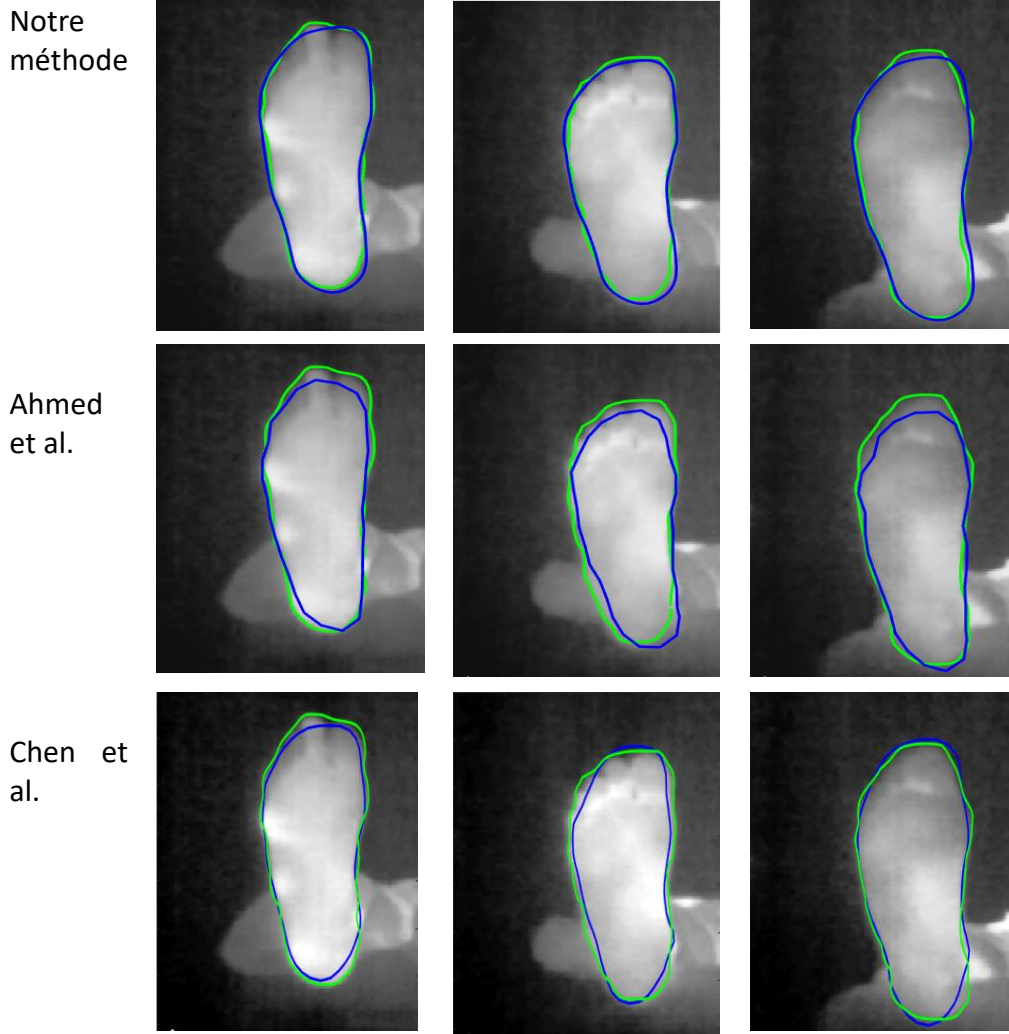 Notre
méthode
Ahmed
et al.
Chen et
al.